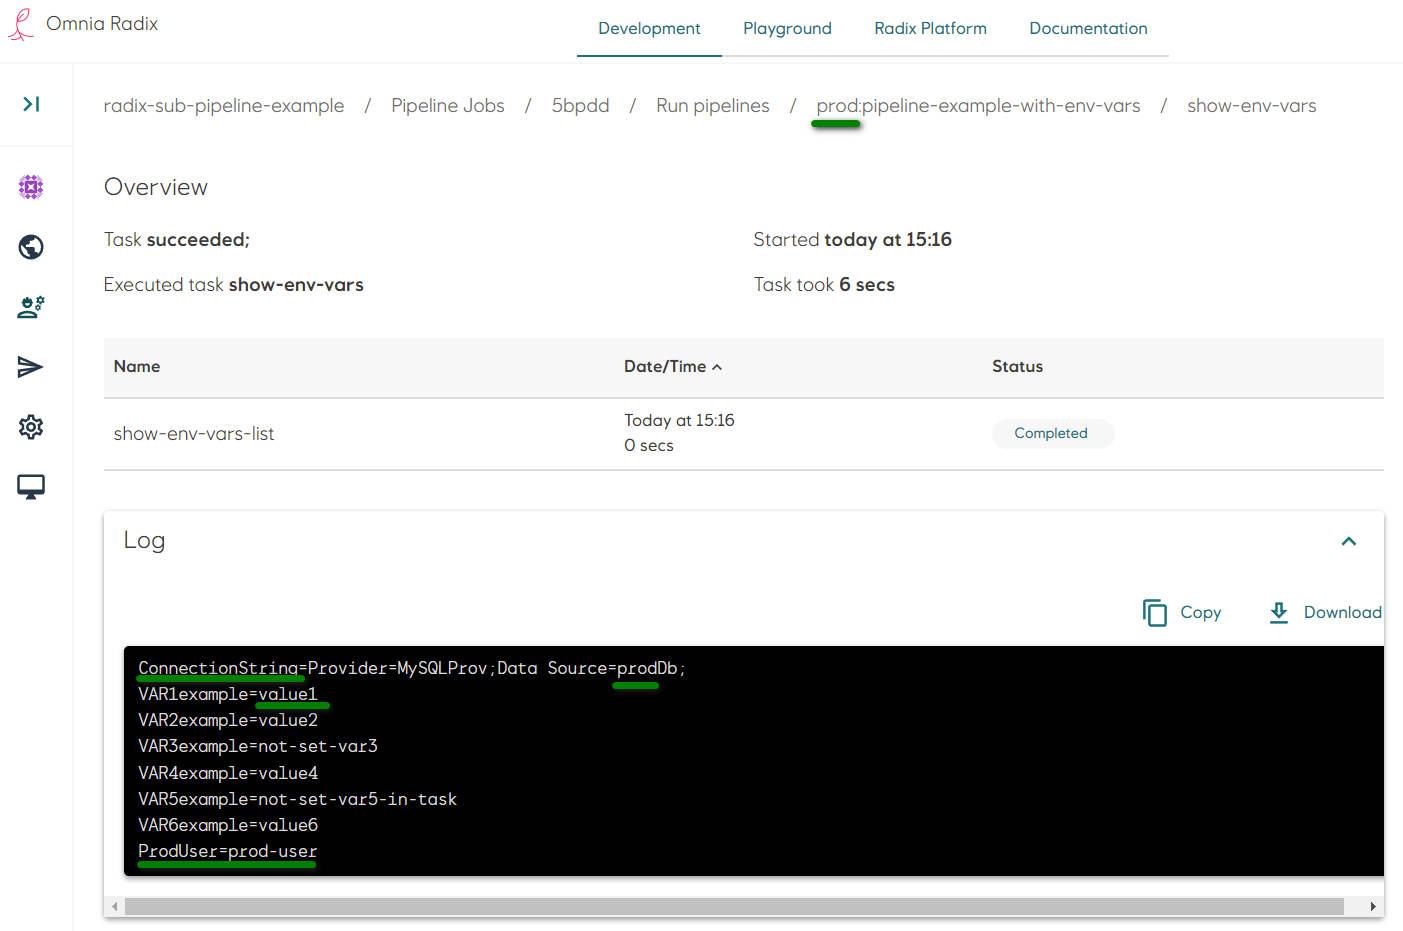 Omnia Radix
Development Playground Radix Platform Documentation
radix-sub-pipeline-example / Pipeline Jobs / 5bpdd / Run pipelines / prod:pipeline-example-with-env-vars / show-env-vars
Overview
Task succeeded;
Started today at 15:16
Executed task show-env-vars
Task took 6 secs
Name Date/Time Status
show-env-vars-list Today at 15:16 Completed
0 secs
Log
Copy Download
ConnectionString=Provider=MySQLProv;Data Source=prodDb;
VAR1example=value1
VAR2example=value2
VAR3example=not-set-var3
VAR4example=value4
VAR5example=not-set-var5-in-task
VAR6example=value6
ProdUser=prod-user